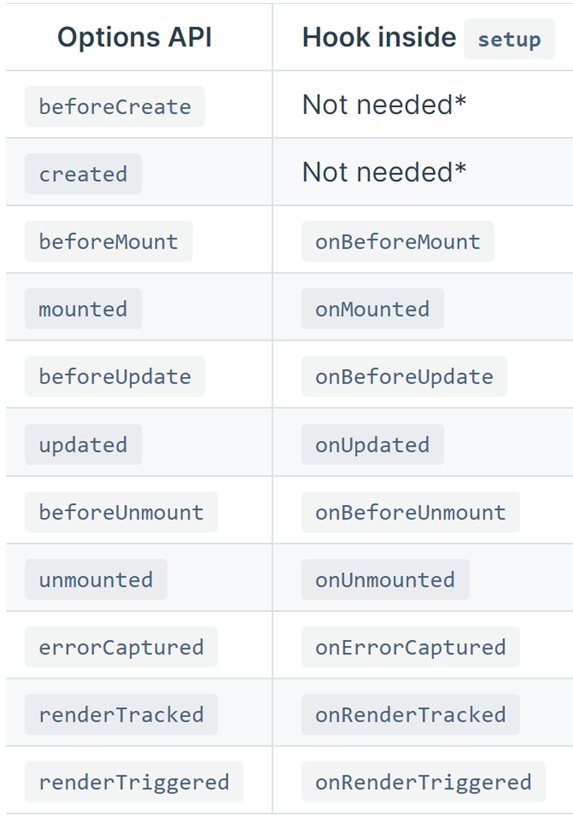 Options API Hook inside setup
beforeCreate Not needed*
created Not needed*
beforeMount onBeforeMount
mounted onMounted
beforeUpdate onBeforeUpdate
updated onUpdated
beforeUnmount onBeforeUnmount
unmounted onUnmounted
errorCaptured onErrorCaptured
renderTracked onRenderTracked
renderTriggered onRenderTriggered